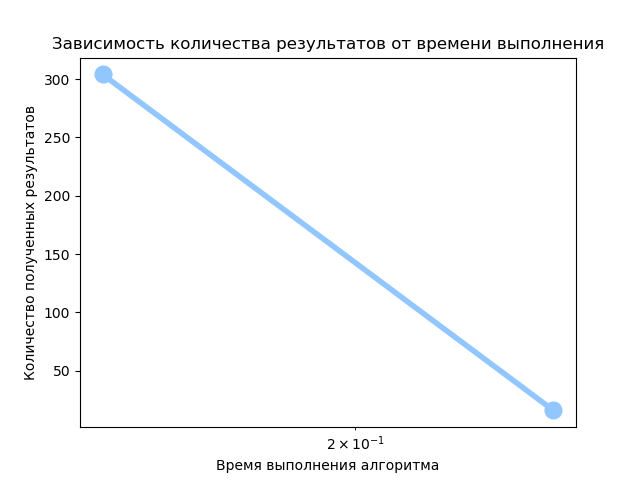 Зависимость количества результатов от времени выполнения
Количество полученных результатов
300
250
200
150
100
50
2 × 10⁻¹
Время выполнения алгоритма